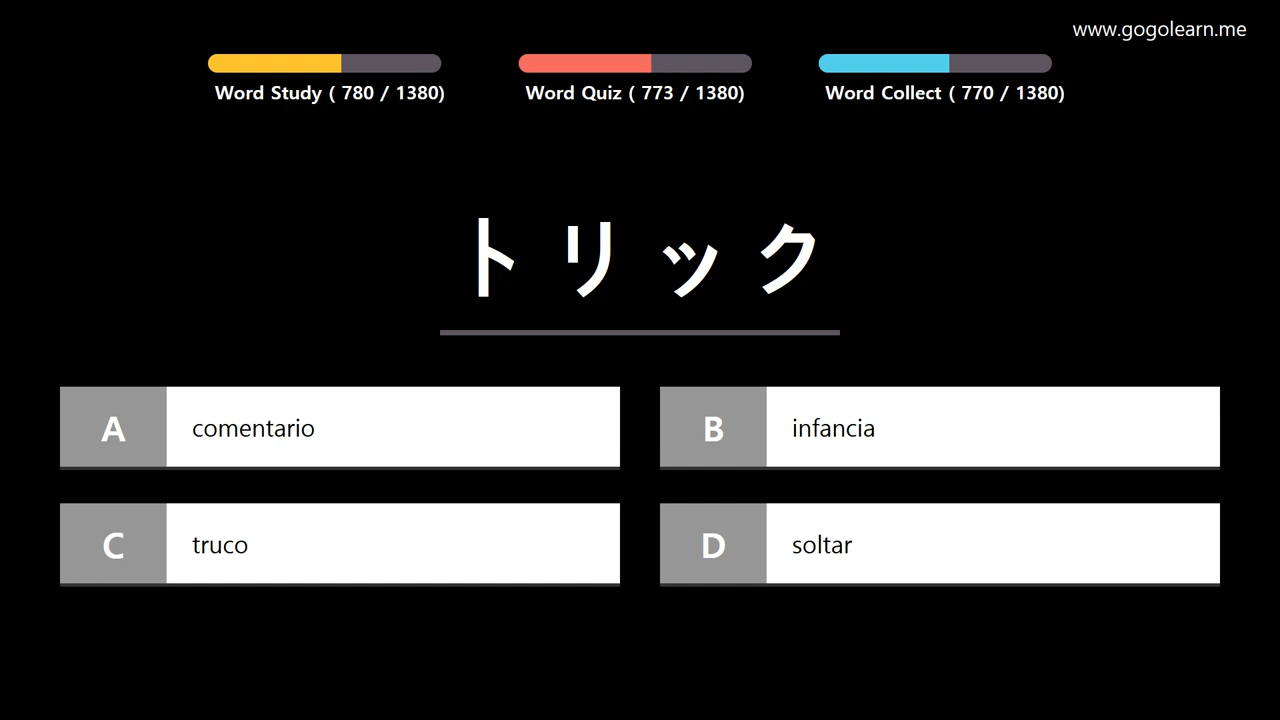 www.gogolearn.me
Word Study ( 780 / 1380)
Word Quiz ( 773 / 1380)
Word Collect ( 770 / 1380)
トリック
A comentario
B infancia
C truco
D soltar